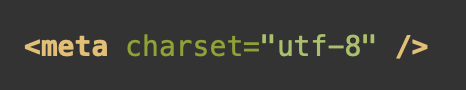 <meta charset="utf-8" />